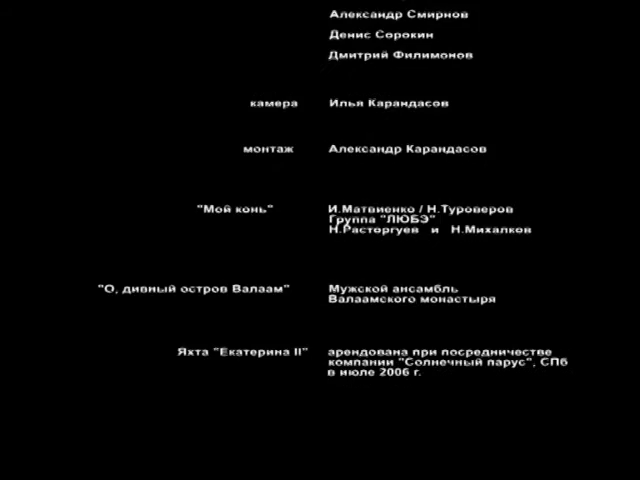 Александр Смирнов
Денис Сорокин
Дмитрий Филимонов
камера Илья Карандасов
монтаж Александр Карандасов
"Мой конь" И.Матвиенко / Н.Туроверов
Группа "ЛЮБЭ"
Н.Расторгуев и Н.Михалков
"О, дивный остров Валаам" Мужской ансамбль
Валаамского монастыря
Яхта "Екатерина II" арендована при посредничестве
компании "Солнечный парус", СПб
в июле 2006 г.